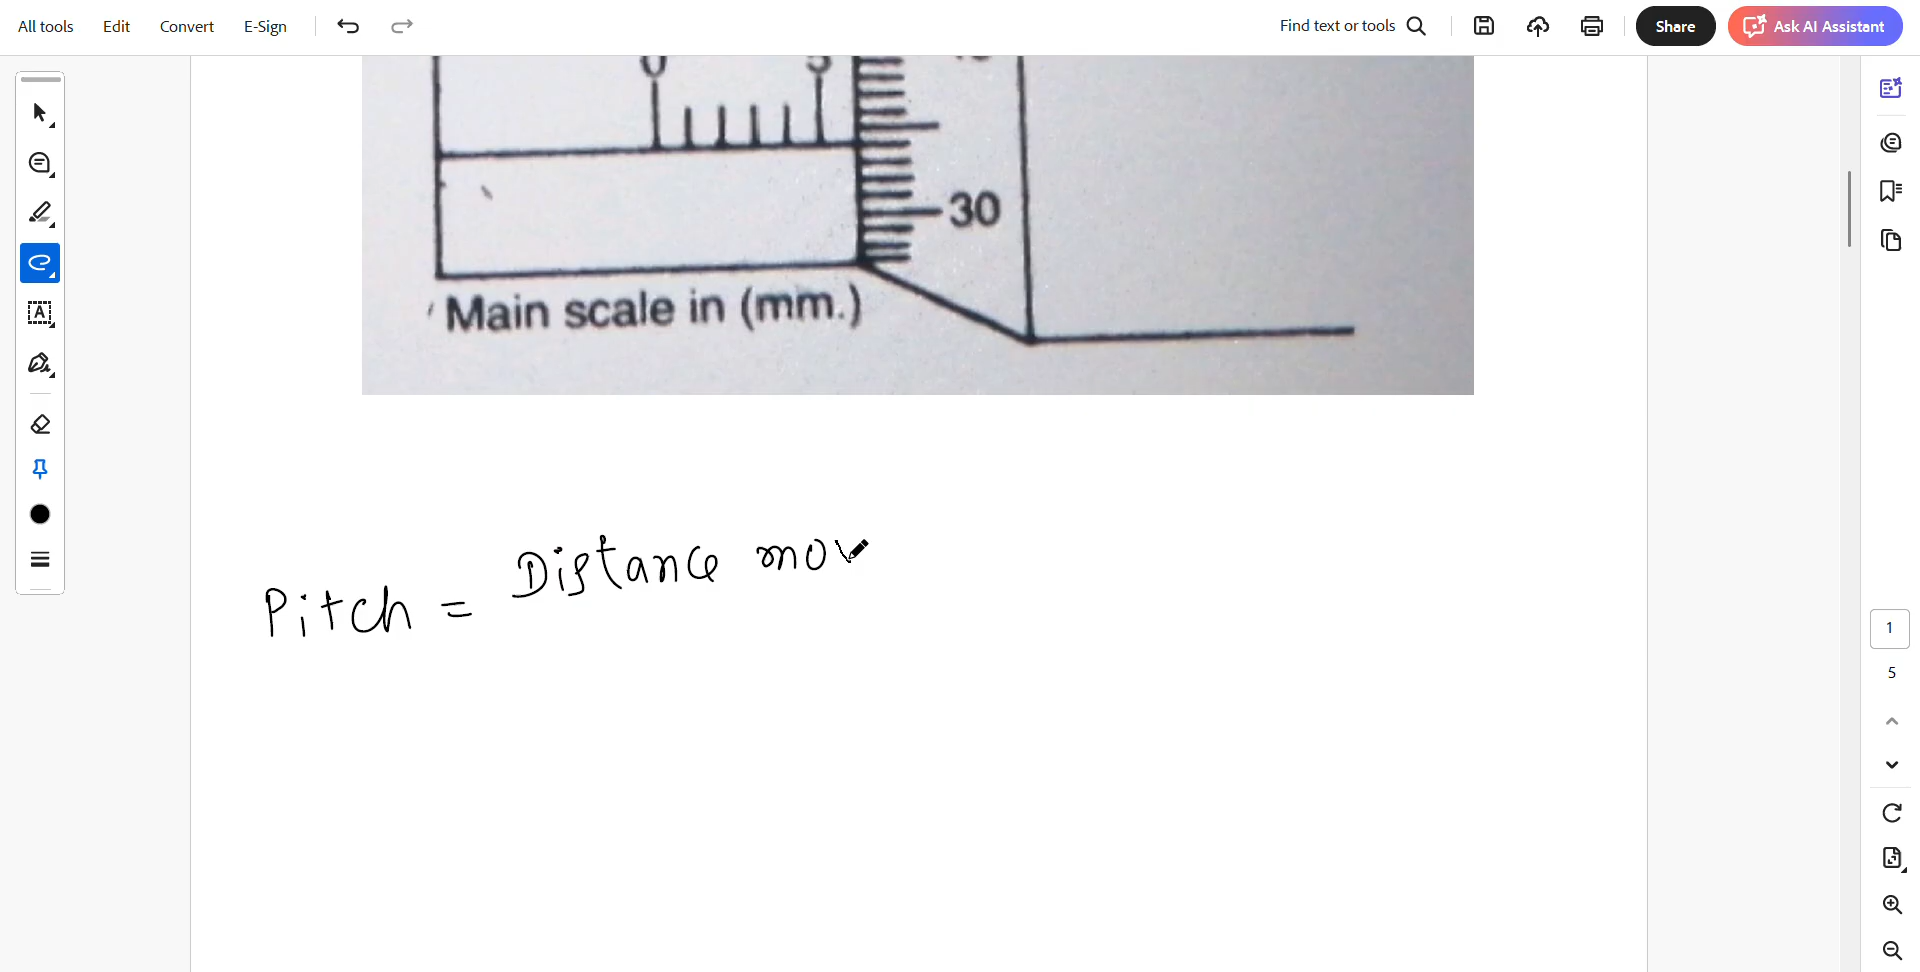 All tools Edit Convert E-Sign Find text or tools Share Ask AI Assistant
30
Main scale in (mm.)
Distance mov
Pitch =
1
5